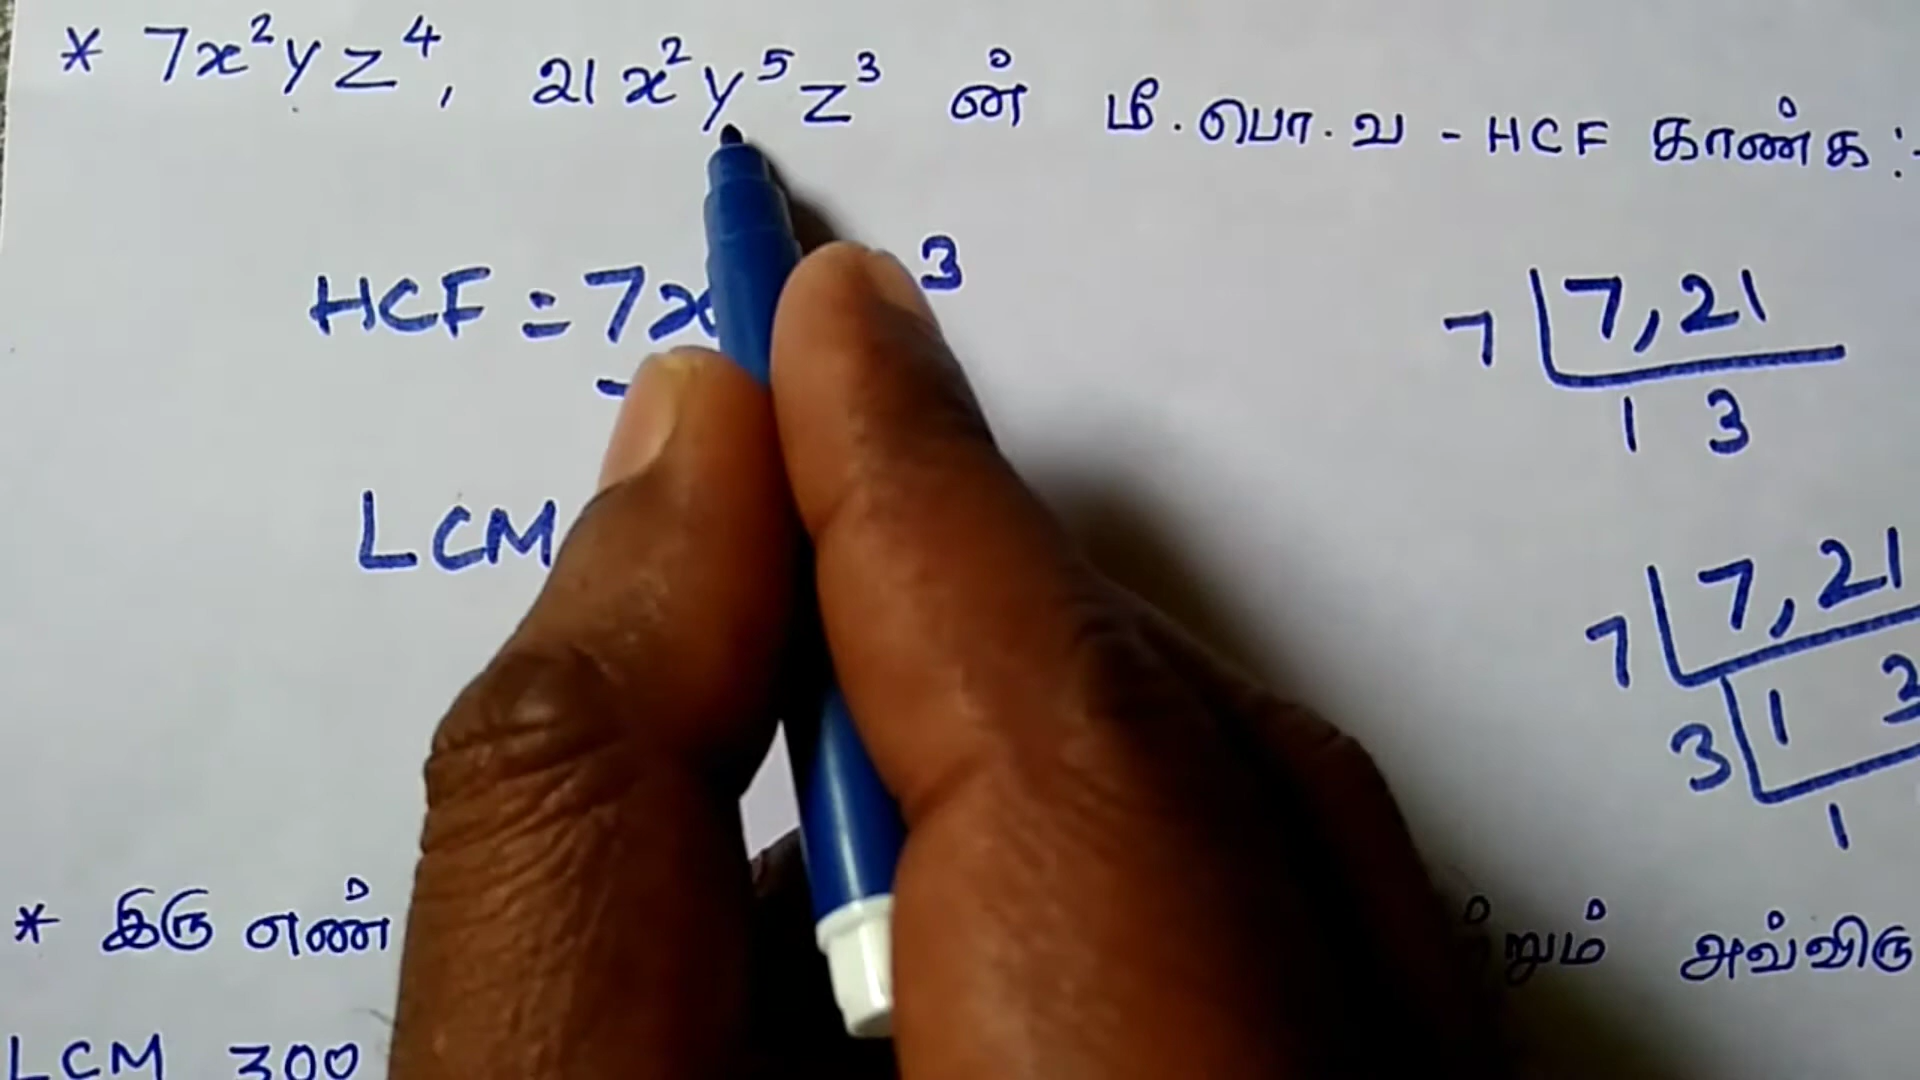 * 7x²yz⁴, 21x²y⁵z³ ன் மீ.பொ.வ - HCF காண்க:-
HCF = 7x 3
7 | 7, 21
1 3
LCM
7 | 7, 21
3 | 1 3
1
* இரு எண் றும் அவ்விரு
LCM 300